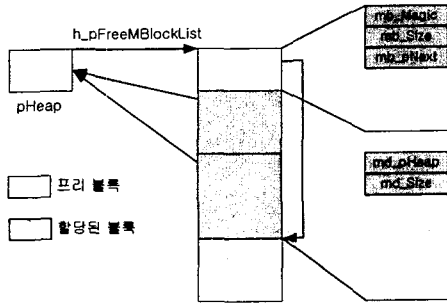 h_pFreeMBlockList
mb_Magic
mb_Size
mb_pNext
pHeap
md_pHeap
md_Size
프리 블록
할당된 블록